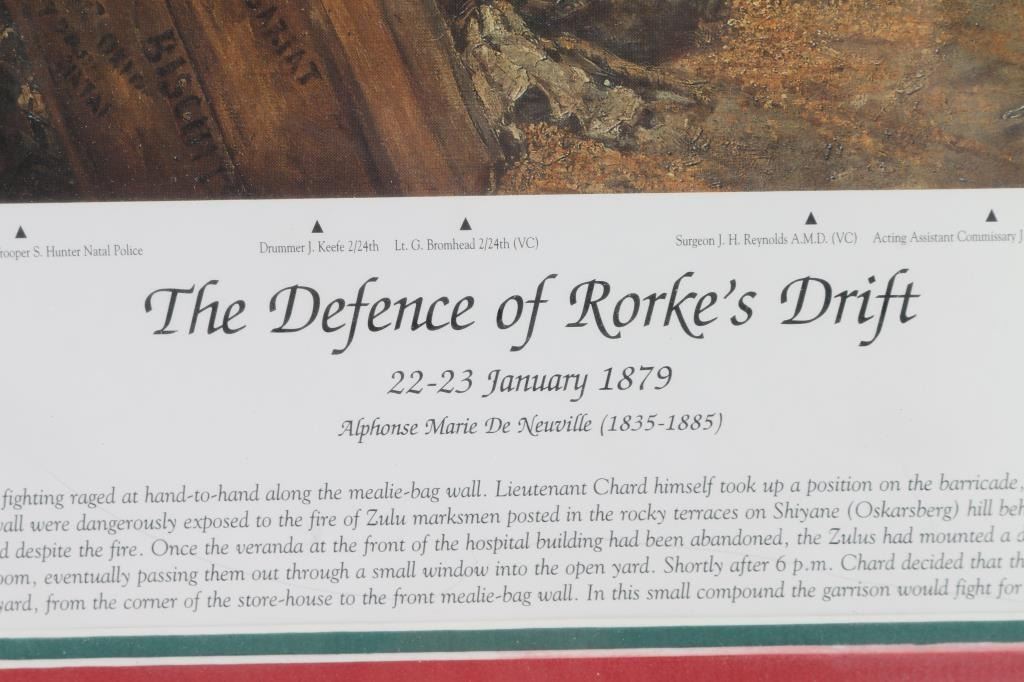 BISCUIT
ARIAT
rooper S. Hunter Natal Police
Drummer J. Keefe 2/24th
Lt. G. Bromhead 2/24th (VC)
Surgeon J. H. Reynolds A.M.D. (VC)
Acting Assistant Commissary J
The Defence of Rorke's Drift
22-23 January 1879
Alphonse Marie De Neuville (1835-1885)
fighting raged at hand-to-hand along the mealie-bag wall. Lieutenant Chard himself took up a position on the barricade,
all were dangerously exposed to the fire of Zulu marksmen posted in the rocky terraces on Shiyane (Oskarsberg) hill beh
d despite the fire. Once the veranda at the front of the hospital building had been abandoned, the Zulus had mounted a
oom, eventually passing them out through a small window into the open yard. Shortly after 6 p.m. Chard decided that th
yard, from the corner of the store-house to the front mealie-bag wall. In this small compound the garrison would fight for